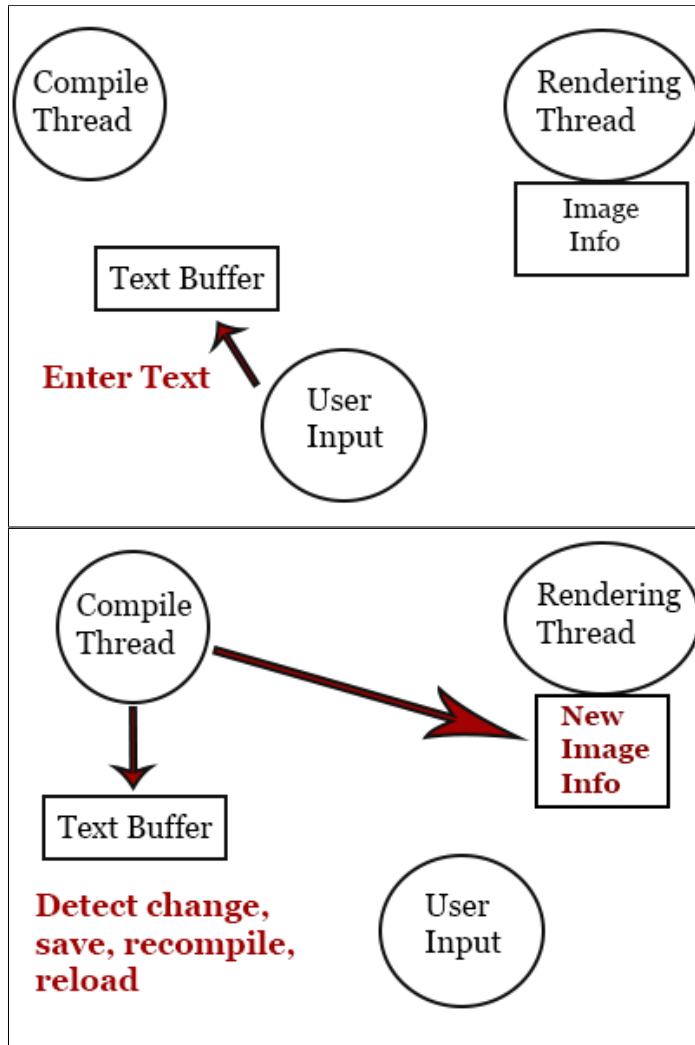 Compile
Thread
Rendering
Thread
Image
Info
Text Buffer
Enter Text
User
Input
Compile
Thread
Rendering
Thread
New
Image
Info
Text Buffer
Detect change,
save, recompile,
reload
User
Input